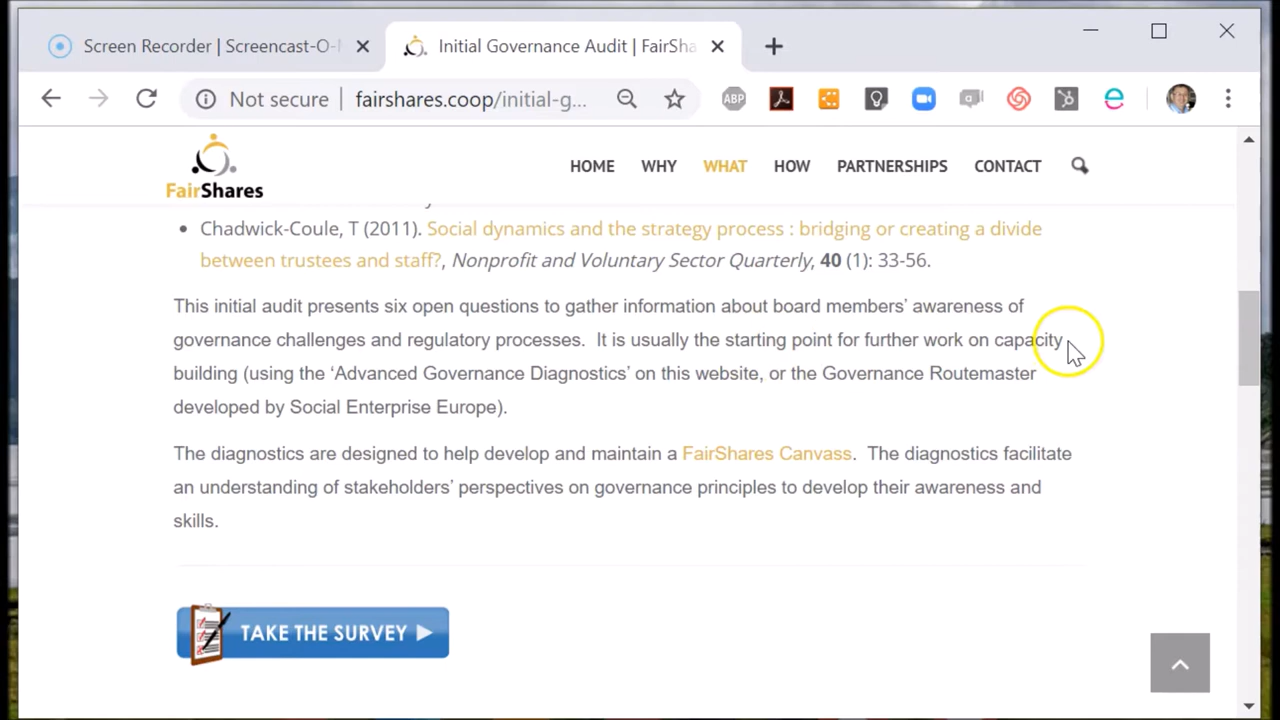 Screen Recorder | Screencast-O-
Initial Governance Audit | FairSha
Not secure | fairshares.coop/initial-g...
ABP
FairShares
HOME WHY WHAT HOW PARTNERSHIPS CONTACT
• Chadwick-Coule, T (2011). Social dynamics and the strategy process : bridging or creating a divide
between trustees and staff?, Nonprofit and Voluntary Sector Quarterly, 40 (1): 33-56.
This initial audit presents six open questions to gather information about board members’ awareness of
governance challenges and regulatory processes.  It is usually the starting point for further work on capacity
building (using the ‘Advanced Governance Diagnostics’ on this website, or the Governance Routemaster
developed by Social Enterprise Europe).
The diagnostics are designed to help develop and maintain a FairShares Canvass.  The diagnostics facilitate
an understanding of stakeholders’ perspectives on governance principles to develop their awareness and
skills.
TAKE THE SURVEY